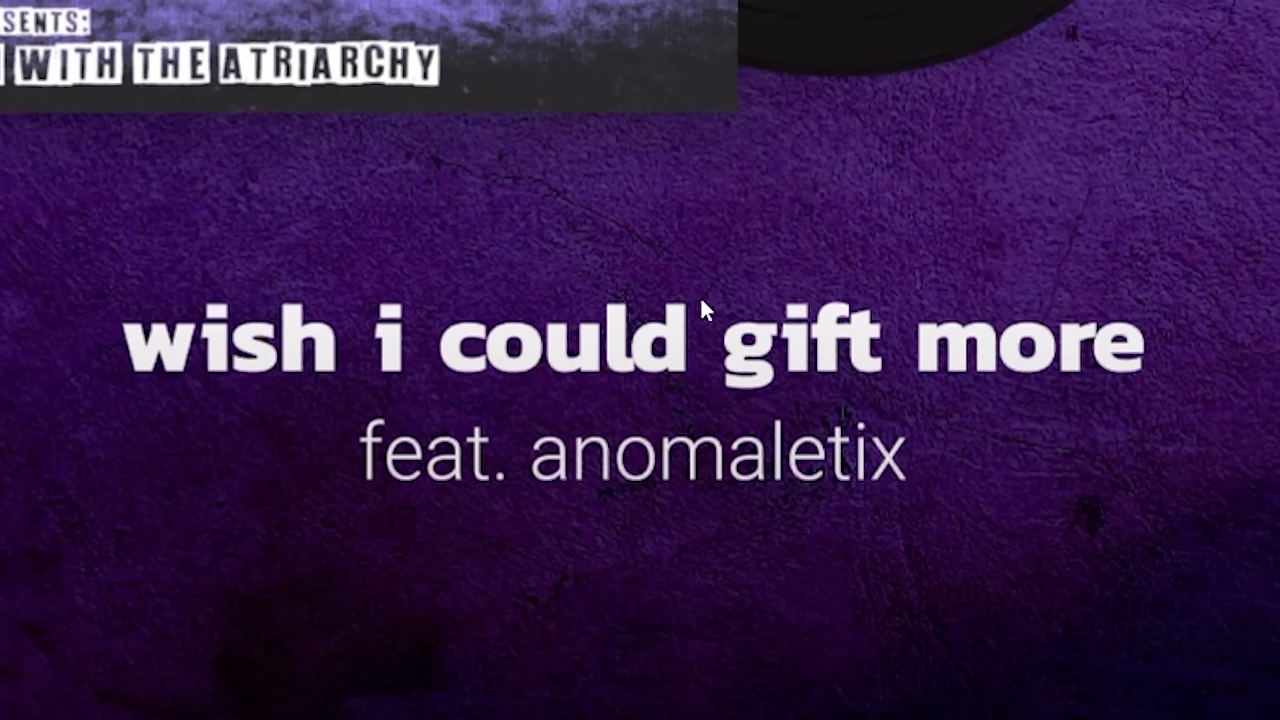 SENTS:
WITH THE ATRIARCHY
wish i could gift more
feat. anomaletix